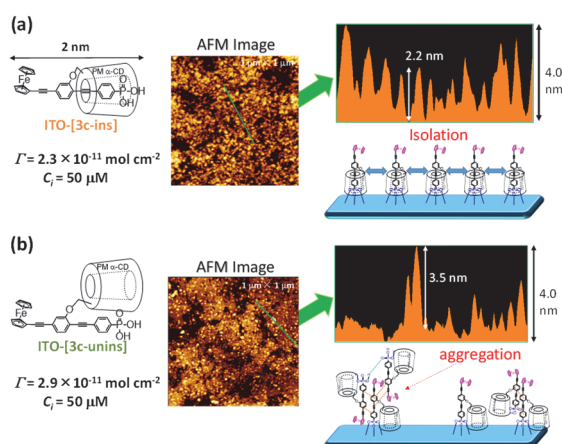 (a)
2 nm
AFM Image
1 μm × 1 μm
Fe
O
PM α-CD
O
P-OH
OH
ITO-[3c-ins]
2.2 nm
4.0
nm
Isolation
Γ = 2.3 × 10⁻¹¹ mol cm⁻²
Cᵢ = 50 μM
(b)
AFM Image
1 μm × 1 μm
PM α-CD
Fe
O
O
P-OH
OH
ITO-[3c-unins]
3.5 nm
4.0
nm
aggregation
Γ = 2.9 × 10⁻¹¹ mol cm⁻²
Cᵢ = 50 μM